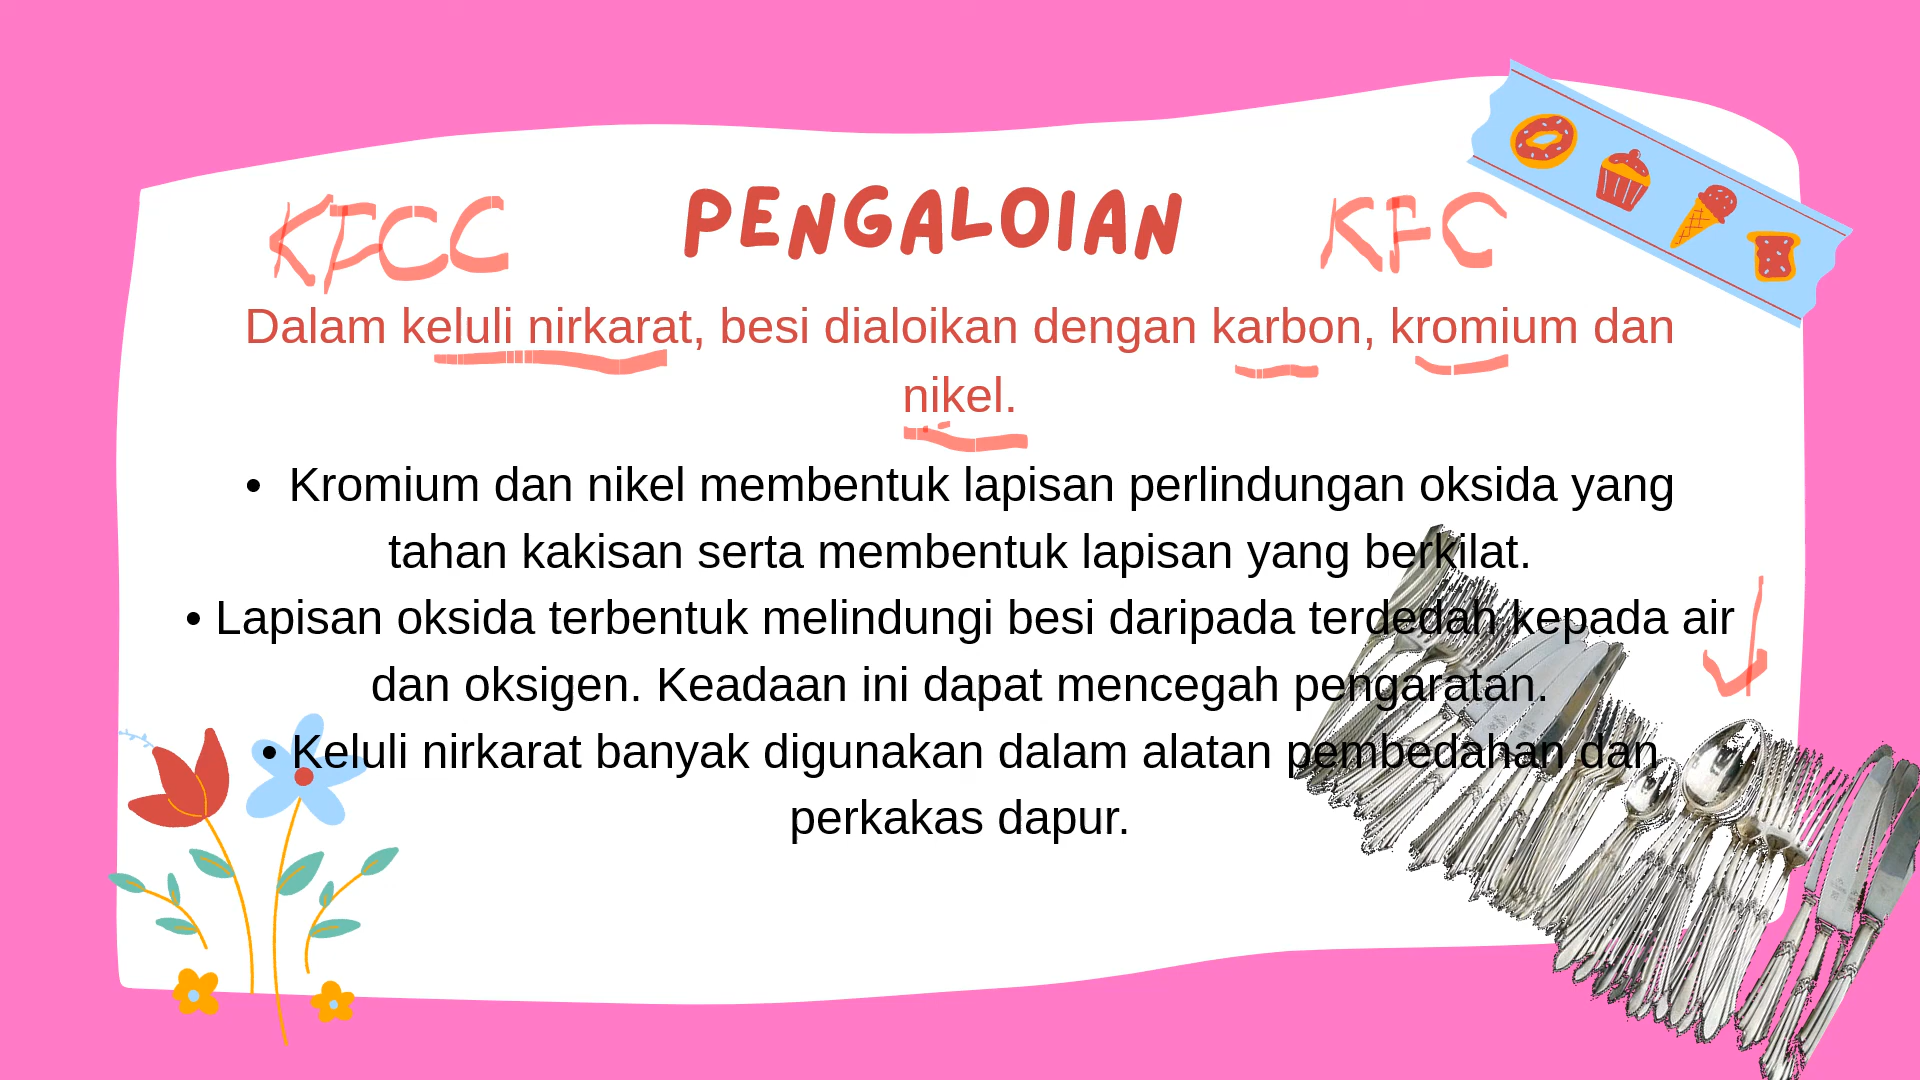 KFCC
PENGALOIAN
KFC
Dalam keluli nirkarat, besi dialoikan dengan karbon, kromium dan
nikel.
• Kromium dan nikel membentuk lapisan perlindungan oksida yang
tahan kakisan serta membentuk lapisan yang berkilat.
• Lapisan oksida terbentuk melindungi besi daripada terdedah kepada air
dan oksigen. Keadaan ini dapat mencegah pengaratan.
• Keluli nirkarat banyak digunakan dalam alatan pembedahan dan
perkakas dapur.